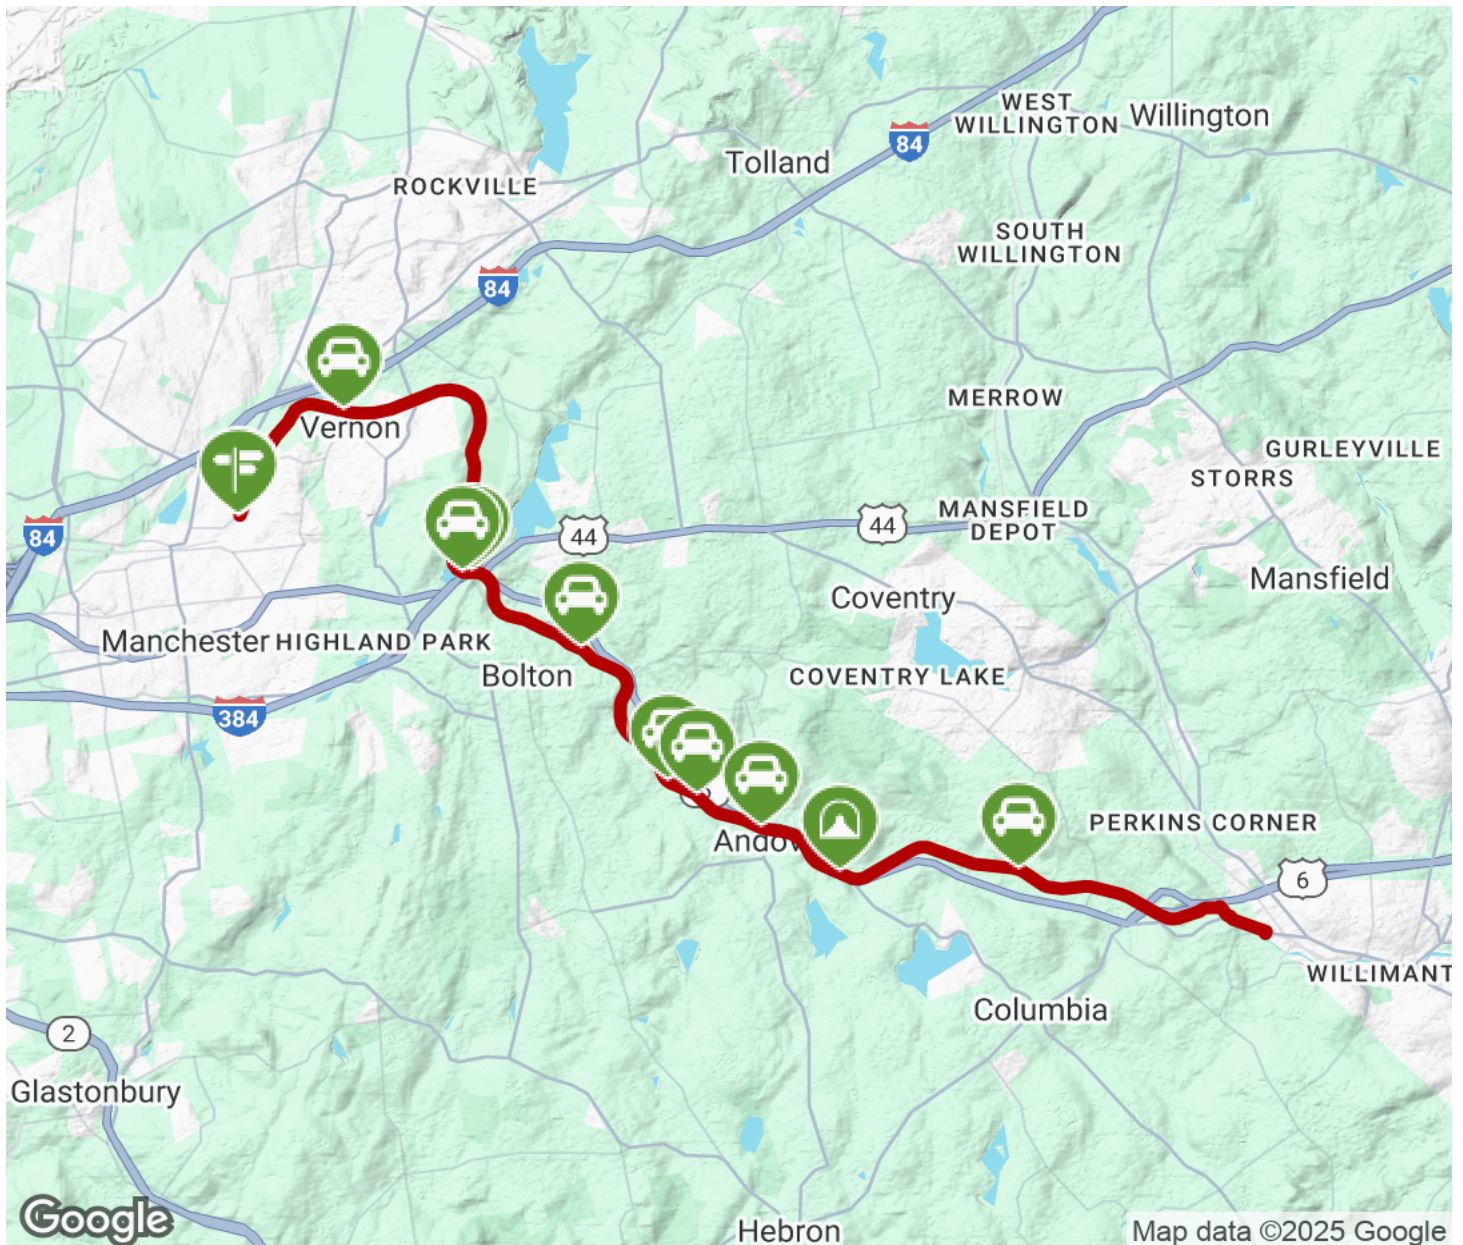 WEST
WILLINGTON
Willington
84
Tolland
ROCKVILLE
SOUTH
WILLINGTON
84
MERROW
Vernon
GURLEYVILLE
STORRS
MANSFIELD
DEPOT
44
44
84
Mansfield
Coventry
Manchester
HIGHLAND PARK
Bolton
COVENTRY LAKE
384
PERKINS CORNER
6
WILLIMANT
Columbia
2
Glastonbury
Hebron
Google
Map data ©2025 Google